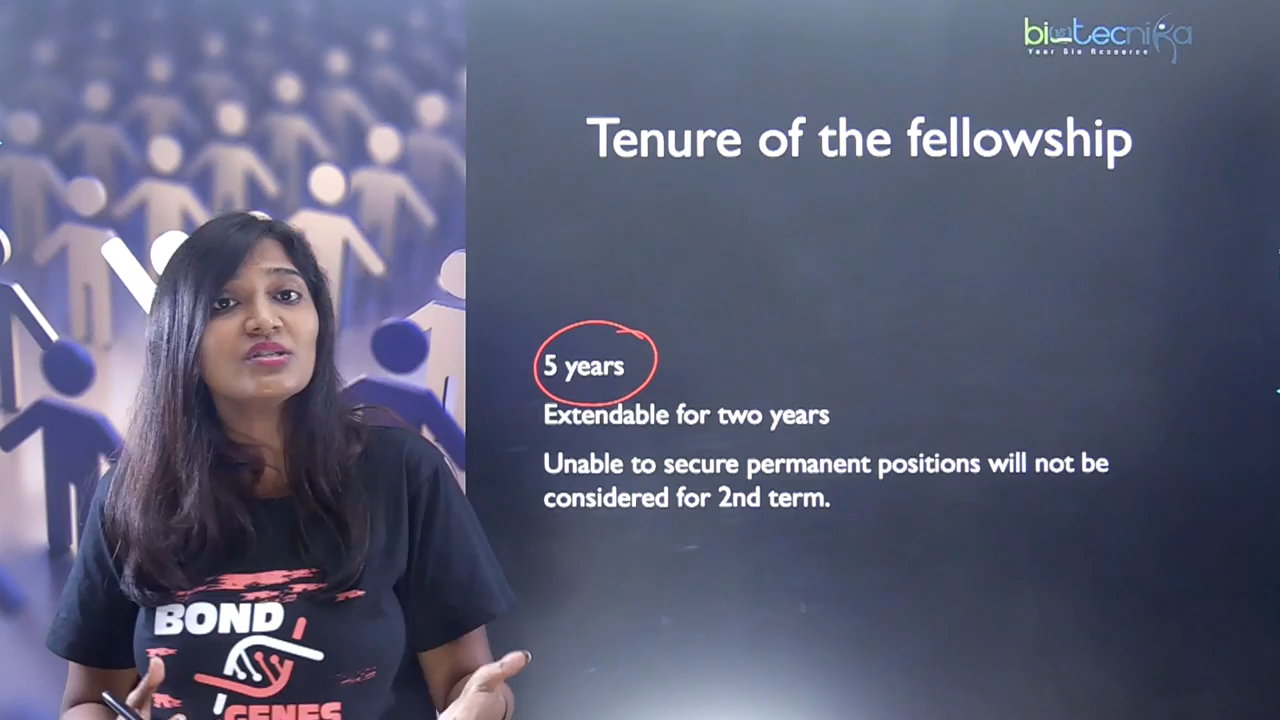 biotecnika
Your Bio Resource
Tenure of the fellowship
5 years
Extendable for two years
Unable to secure permanent positions will not be
considered for 2nd term.
BOND
GENES